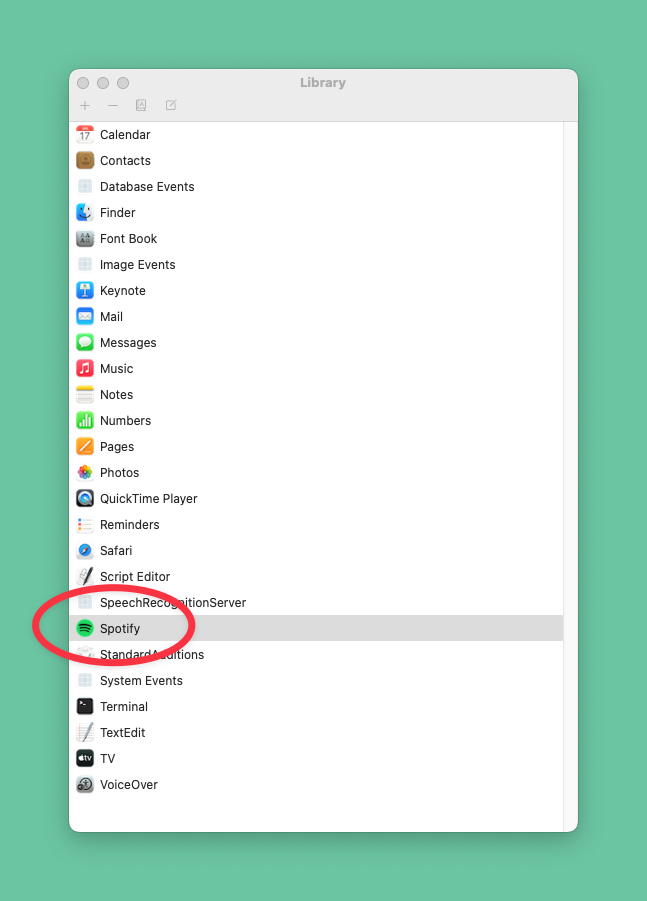 Library
Calendar
Contacts
Database Events
Finder
Font Book
Image Events
Keynote
Mail
Messages
Music
Notes
Numbers
Pages
Photos
QuickTime Player
Reminders
Safari
Script Editor
SpeechRecognitionServer
Spotify
StandardAdditions
System Events
Terminal
TextEdit
TV
VoiceOver